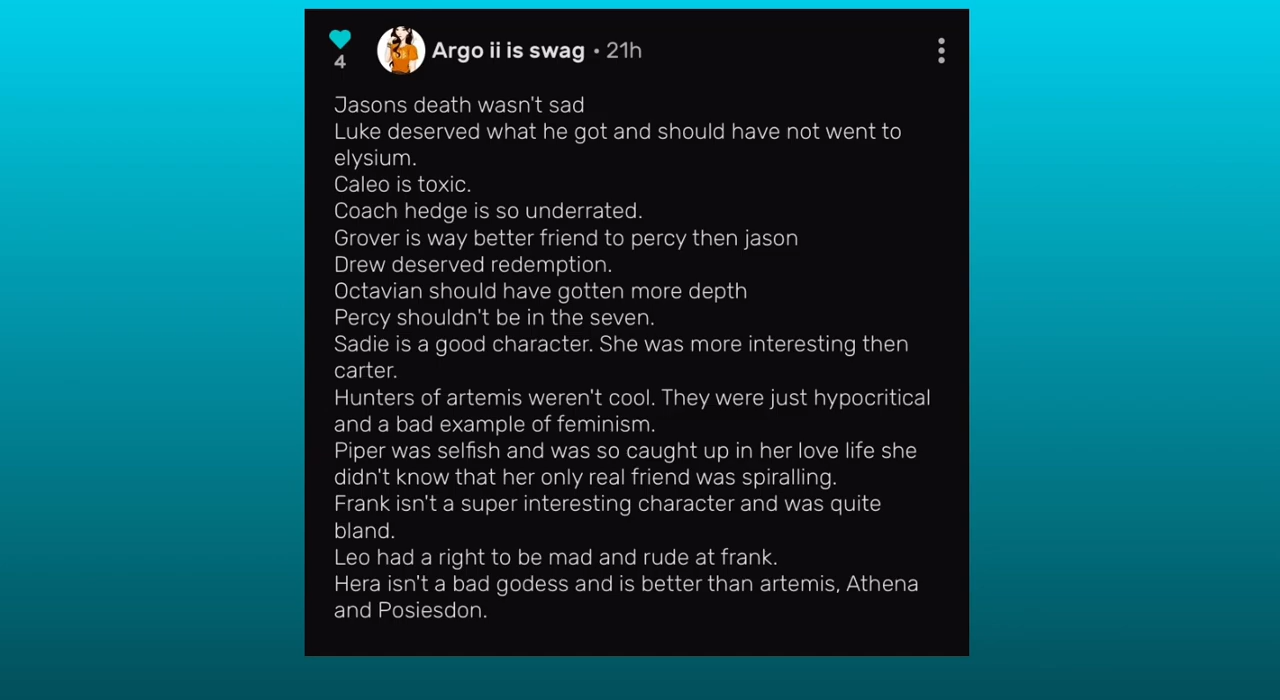 Argo ii is swag • 21h
4
Jasons death wasn't sad
Luke deserved what he got and should have not went to
elysium.
Caleo is toxic.
Coach hedge is so underrated.
Grover is way better friend to percy then jason
Drew deserved redemption.
Octavian should have gotten more depth
Percy shouldn't be in the seven.
Sadie is a good character. She was more interesting then
carter.
Hunters of artemis weren't cool. They were just hypocritical
and a bad example of feminism.
Piper was selfish and was so caught up in her love life she
didn't know that her only real friend was spiralling.
Frank isn't a super interesting character and was quite
bland.
Leo had a right to be mad and rude at frank.
Hera isn't a bad godess and is better than artemis, Athena
and Posiesdon.